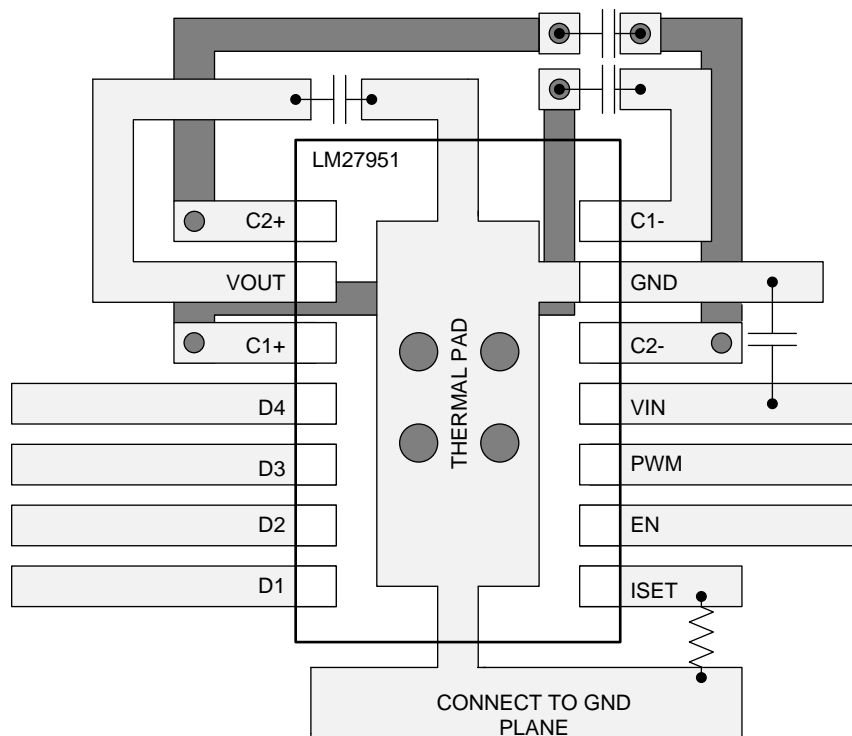 LM27951
C2+
C1-
VOUT
GND
C1+
C2-
THERMAL PAD
D4
VIN
D3
PWM
D2
EN
D1
ISET
CONNECT TO GND
PLANE